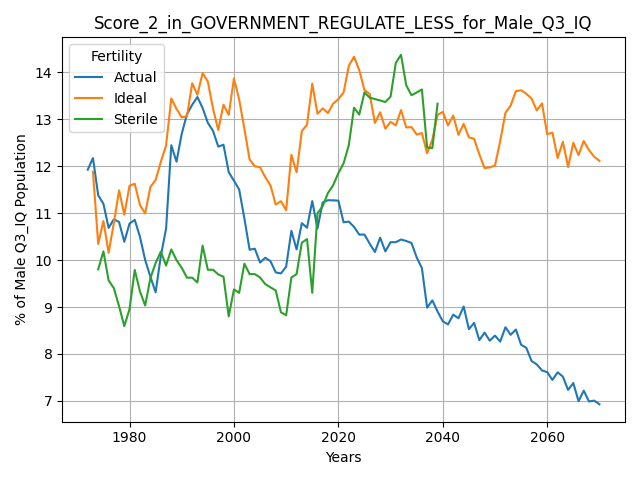 Score_2_in_GOVERNMENT_REGULATE_LESS_for_Male_Q3_IQ
Fertility
Actual
Ideal
Sterile
% of Male Q3_IQ Population
14
13
12
11
10
9
8
7
1980
2000
2020
2040
2060
Years